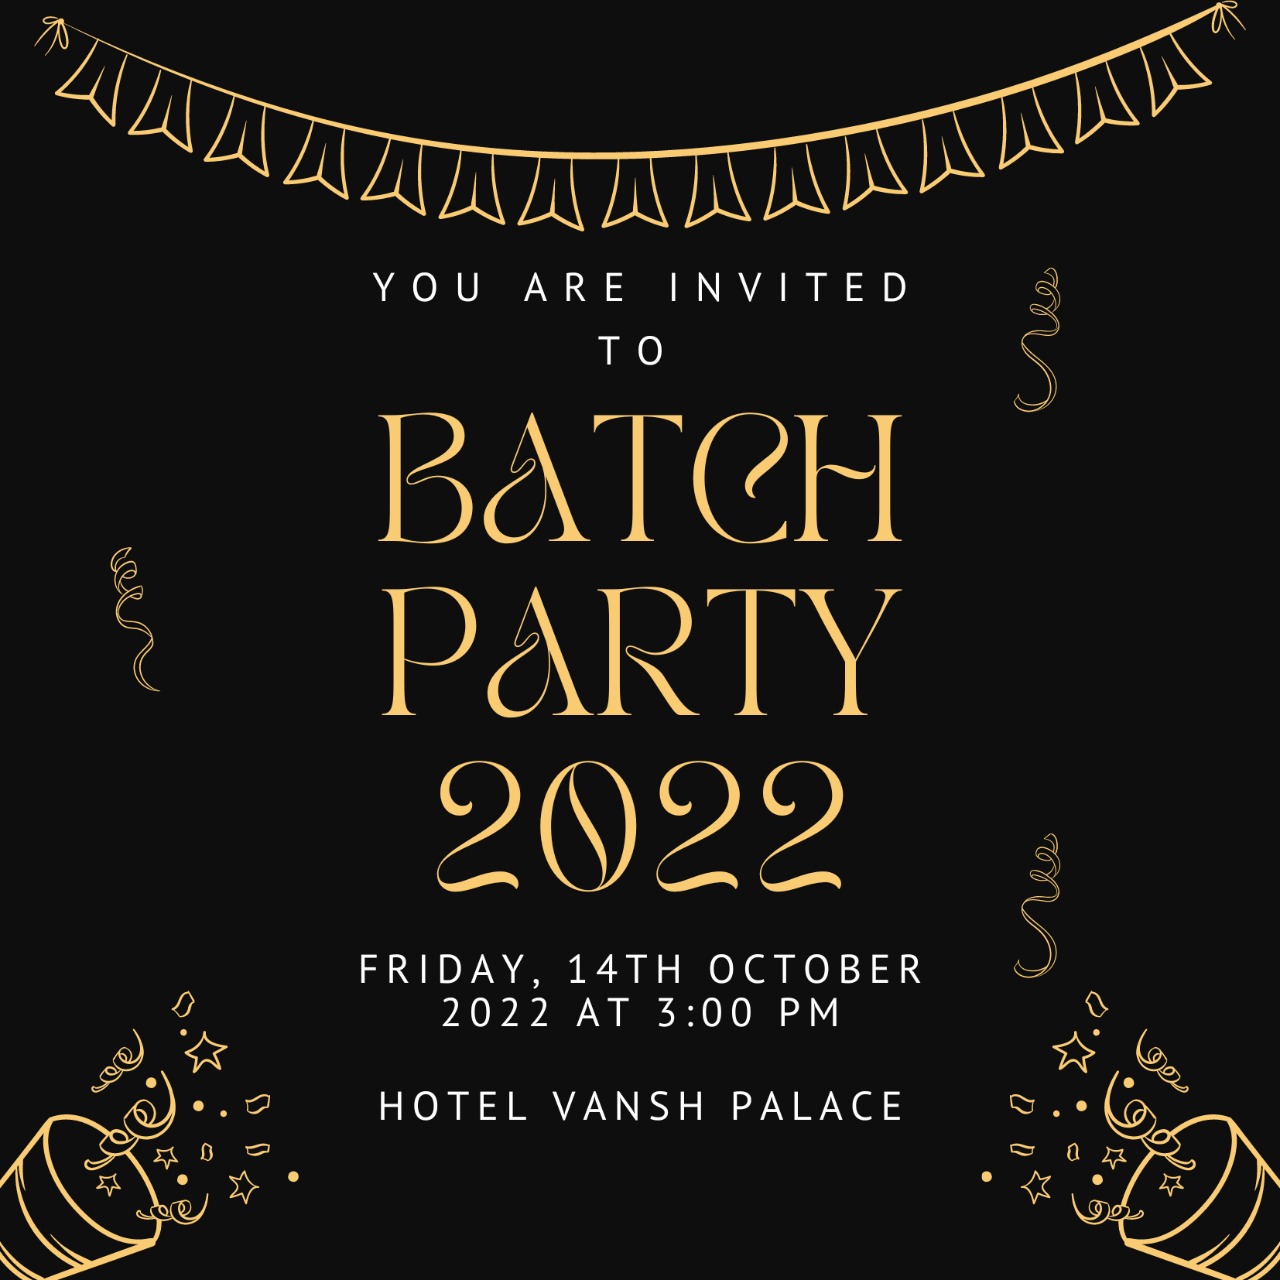 YOU ARE INVITED
TO
BATCH
PARTY
2022
FRIDAY, 14TH OCTOBER
2022 AT 3:00 PM
HOTEL VANSH PALACE